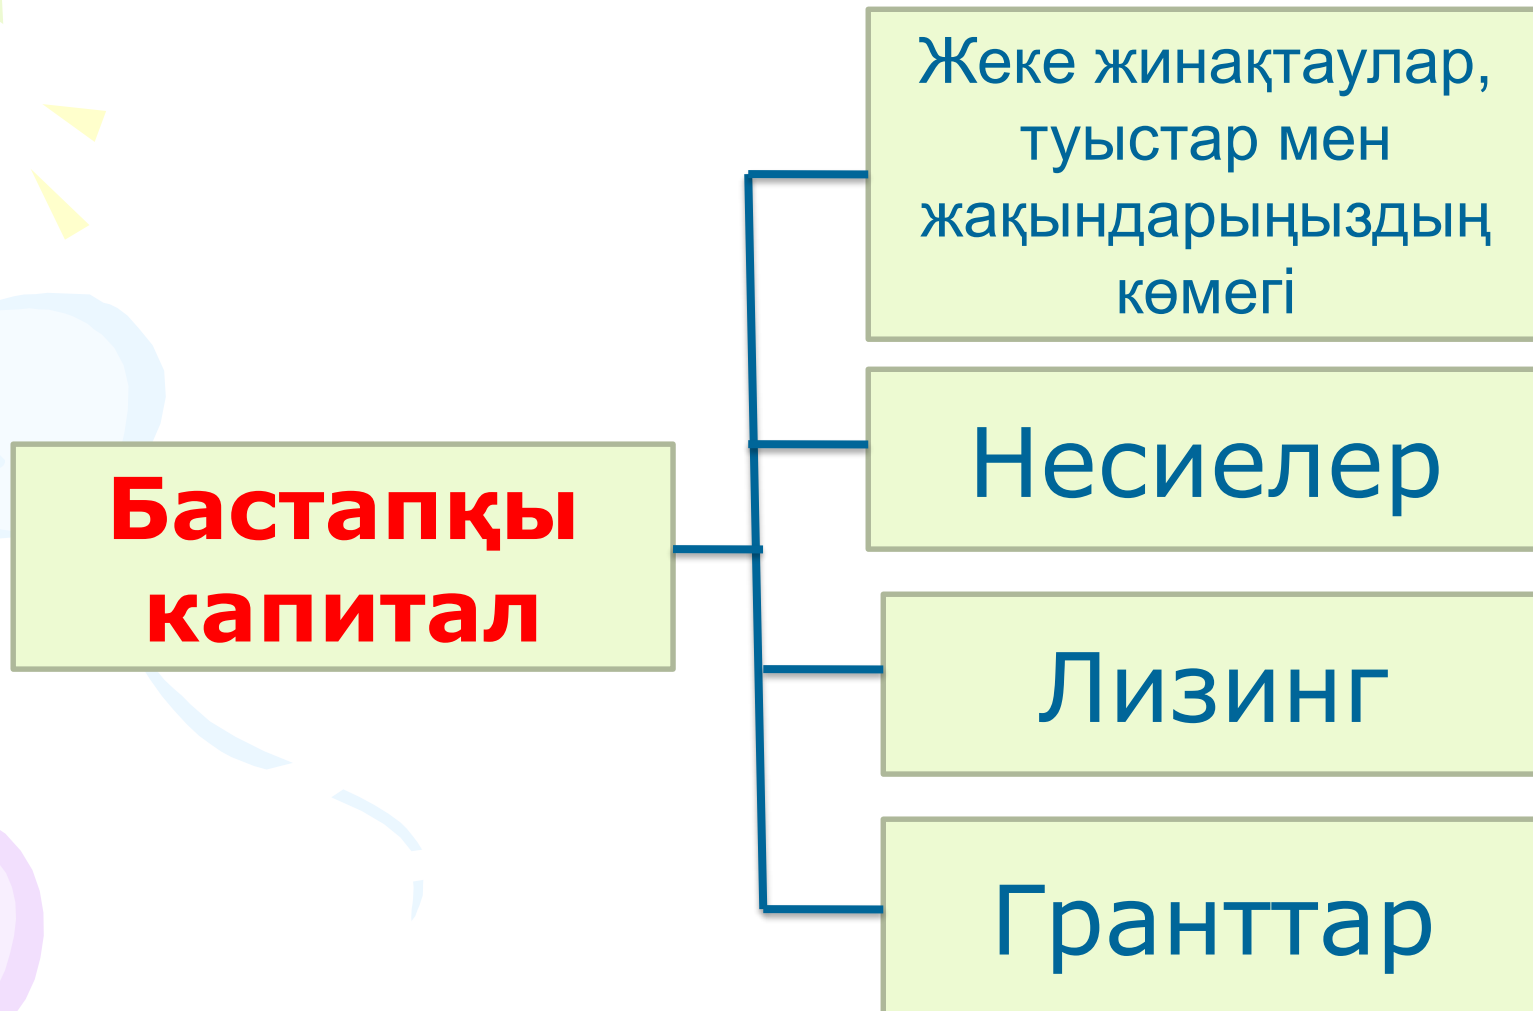 Бастапқы
капитал
Жеке жинақтаулар,
туыстар мен
жақындарыңыздың
көмегі
Несиелер
Лизинг
Гранттар